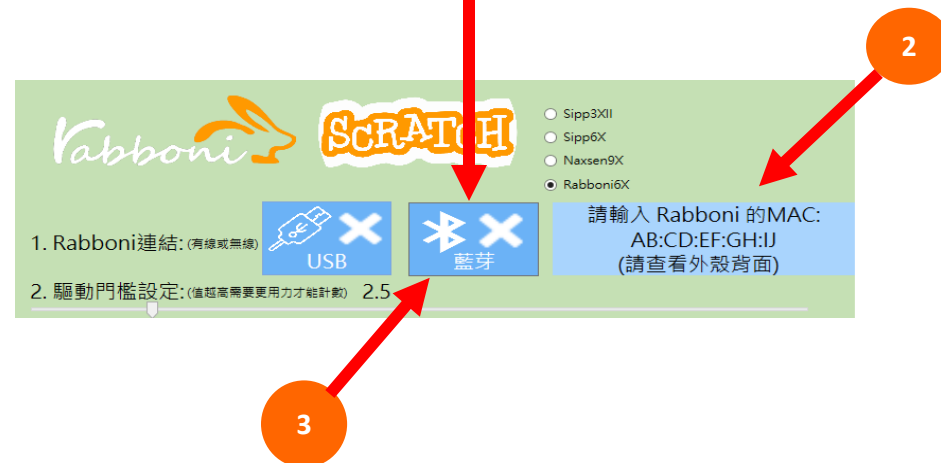 2
rabboni
SCRATCH
Sipp3XII
Sipp6X
Naxsen9X
Rabboni6X
1. Rabboni連結:(有線或無線)
USB
藍芽
請輸入 Rabboni 的MAC:
AB:CD:EF:GH:IJ
(請查看外殼背面)
2. 驅動門檻設定:(值越高需要更用力才能計數) 2.5
3